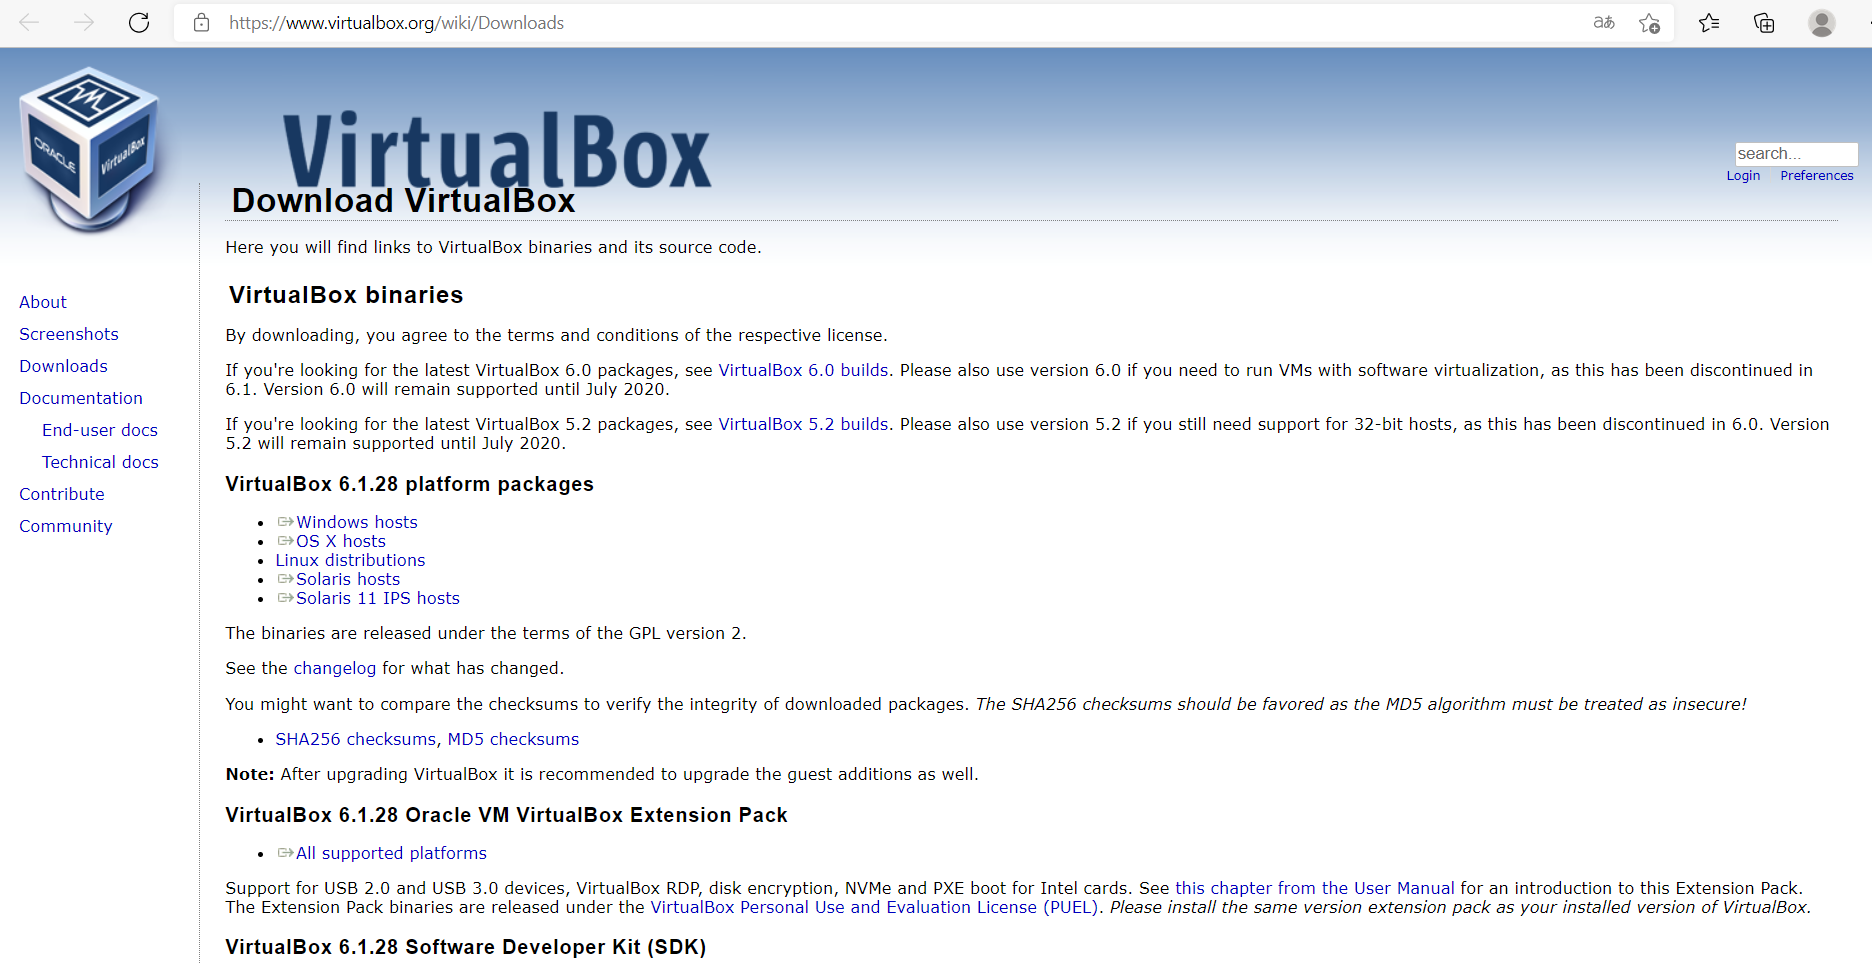 https://www.virtualbox.org/wiki/Downloads
aあ
ORACLE
VirtualBox
VirtualBox
search...
Login Preferences
Download VirtualBox
Here you will find links to VirtualBox binaries and its source code.
About
Screenshots
Downloads
Documentation
End-user docs
Technical docs
Contribute
Community
VirtualBox binaries
By downloading, you agree to the terms and conditions of the respective license.
If you're looking for the latest VirtualBox 6.0 packages, see VirtualBox 6.0 builds. Please also use version 6.0 if you need to run VMs with software virtualization, as this has been discontinued in
6.1. Version 6.0 will remain supported until July 2020.
If you're looking for the latest VirtualBox 5.2 packages, see VirtualBox 5.2 builds. Please also use version 5.2 if you still need support for 32-bit hosts, as this has been discontinued in 6.0. Version
5.2 will remain supported until July 2020.
VirtualBox 6.1.28 platform packages
Windows hosts
OS X hosts
Linux distributions
Solaris hosts
Solaris 11 IPS hosts
The binaries are released under the terms of the GPL version 2.
See the changelog for what has changed.
You might want to compare the checksums to verify the integrity of downloaded packages. The SHA256 checksums should be favored as the MD5 algorithm must be treated as insecure!
SHA256 checksums, MD5 checksums
Note: After upgrading VirtualBox it is recommended to upgrade the guest additions as well.
VirtualBox 6.1.28 Oracle VM VirtualBox Extension Pack
All supported platforms
Support for USB 2.0 and USB 3.0 devices, VirtualBox RDP, disk encryption, NVMe and PXE boot for Intel cards. See this chapter from the User Manual for an introduction to this Extension Pack.
The Extension Pack binaries are released under the VirtualBox Personal Use and Evaluation License (PUEL). Please install the same version extension pack as your installed version of VirtualBox.
VirtualBox 6.1.28 Software Developer Kit (SDK)